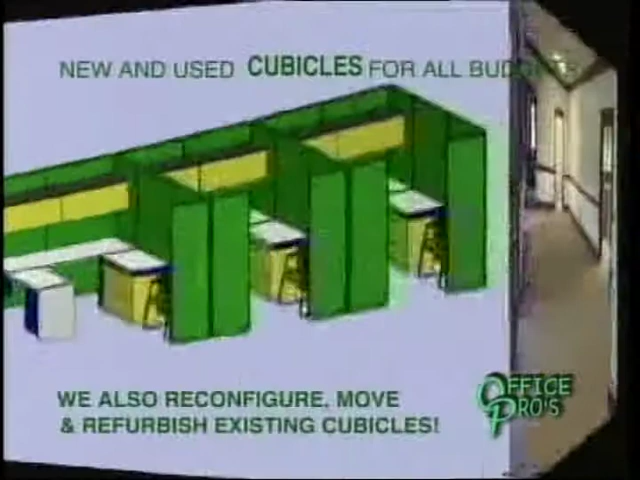 NEW AND USED CUBICLES FOR ALL
WE ALSO RECONFIGURE, MOVE
& REFURBISH EXISTING CUBICLES!
OFFICE
PRO'S